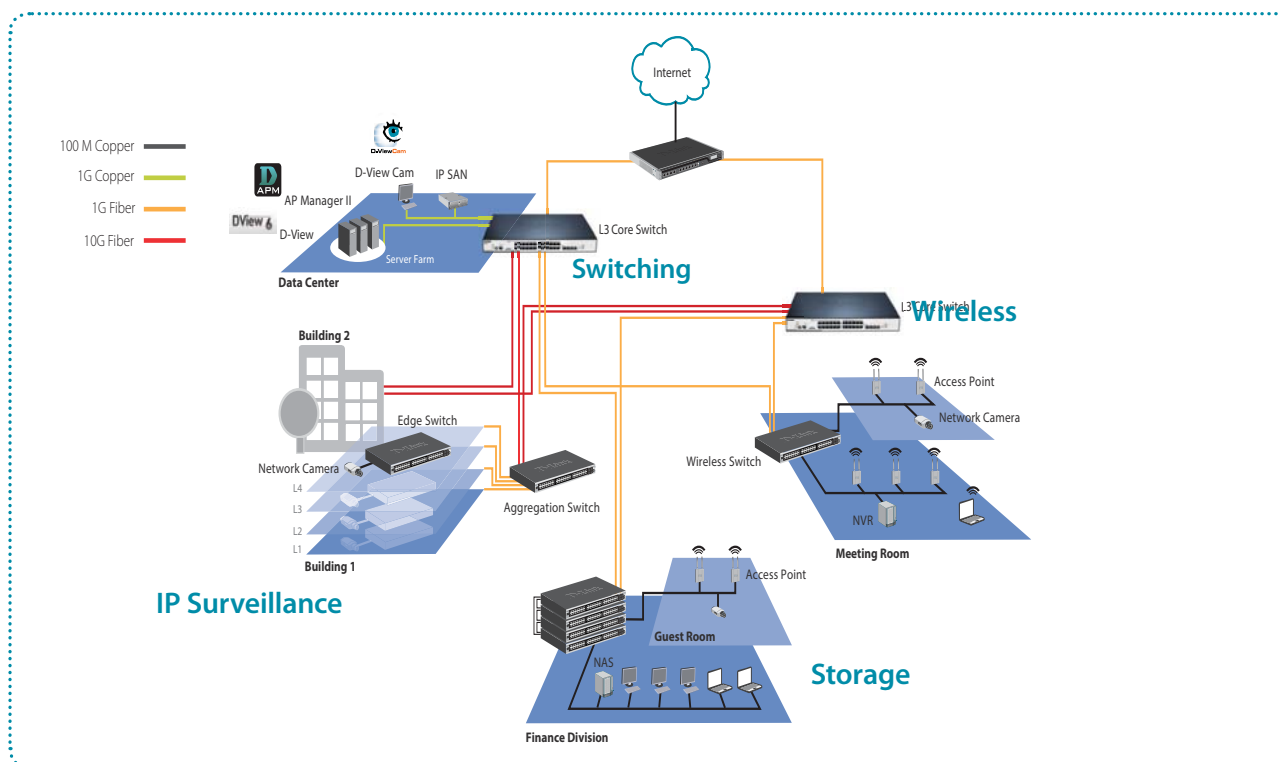 Internet
100 M Copper
1G Copper
1G Fiber
10G Fiber
D-ViewCam
D-View Cam
IP SAN
D
APM
AP Manager II
DView 6
D-View
Server Farm
Data Center
L3 Core Switch
Switching
L3 Core Switch
Wireless
Building 2
Edge Switch
Network Camera
L4
L3
L2
L1
Building 1
Aggregation Switch
Access Point
Network Camera
Wireless Switch
NVR
Meeting Room
IP Surveillance
Access Point
Guest Room
NAS
Storage
Finance Division